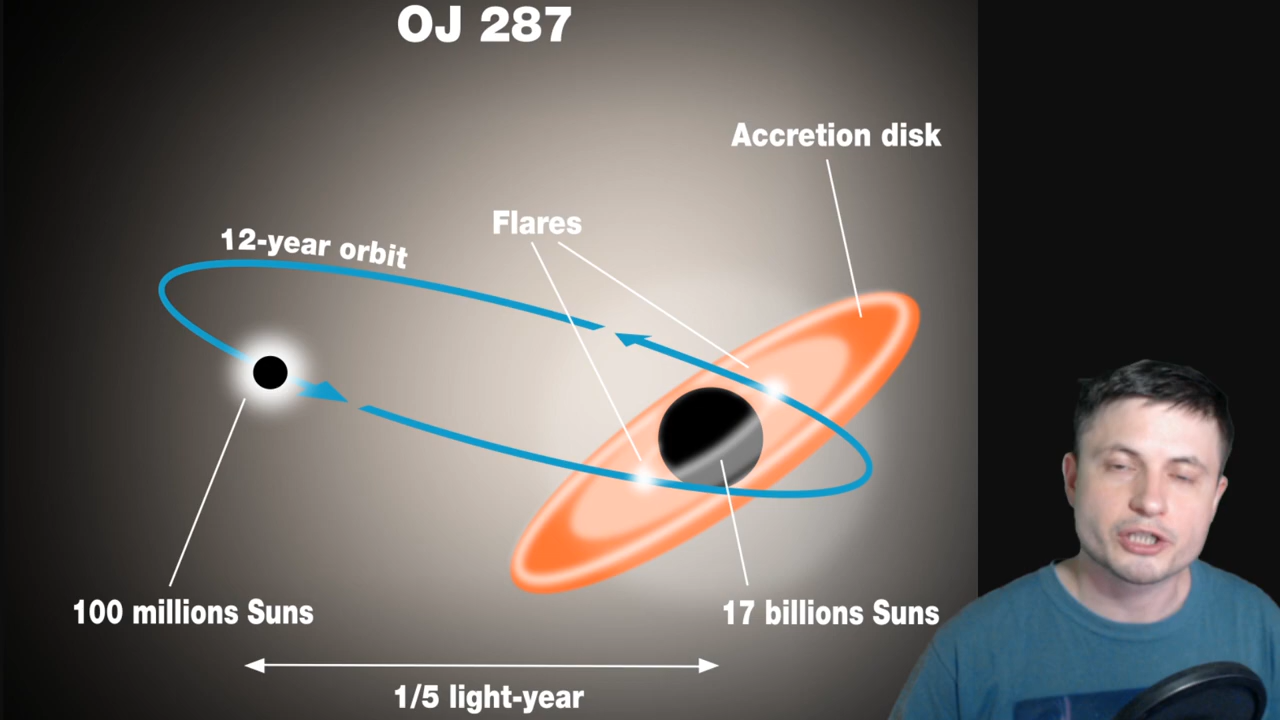 OJ 287
Accretion disk
Flares
12-year orbit
100 millions Suns
17 billions Suns
1/5 light-year